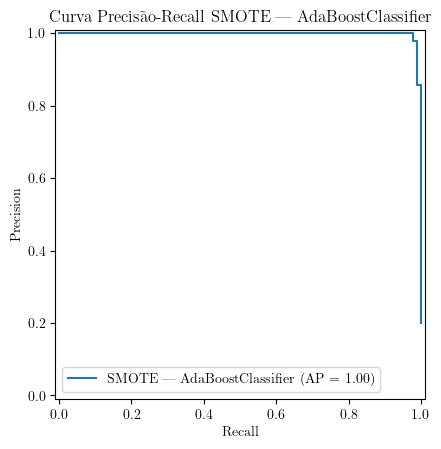 Curva Precisão-Recall SMOTE — AdaBoostClassifier
1.0
0.8
0.6
0.4
0.2
0.0
Precision
SMOTE — AdaBoostClassifier (AP = 1.00)
0.0 0.2 0.4 0.6 0.8 1.0
Recall